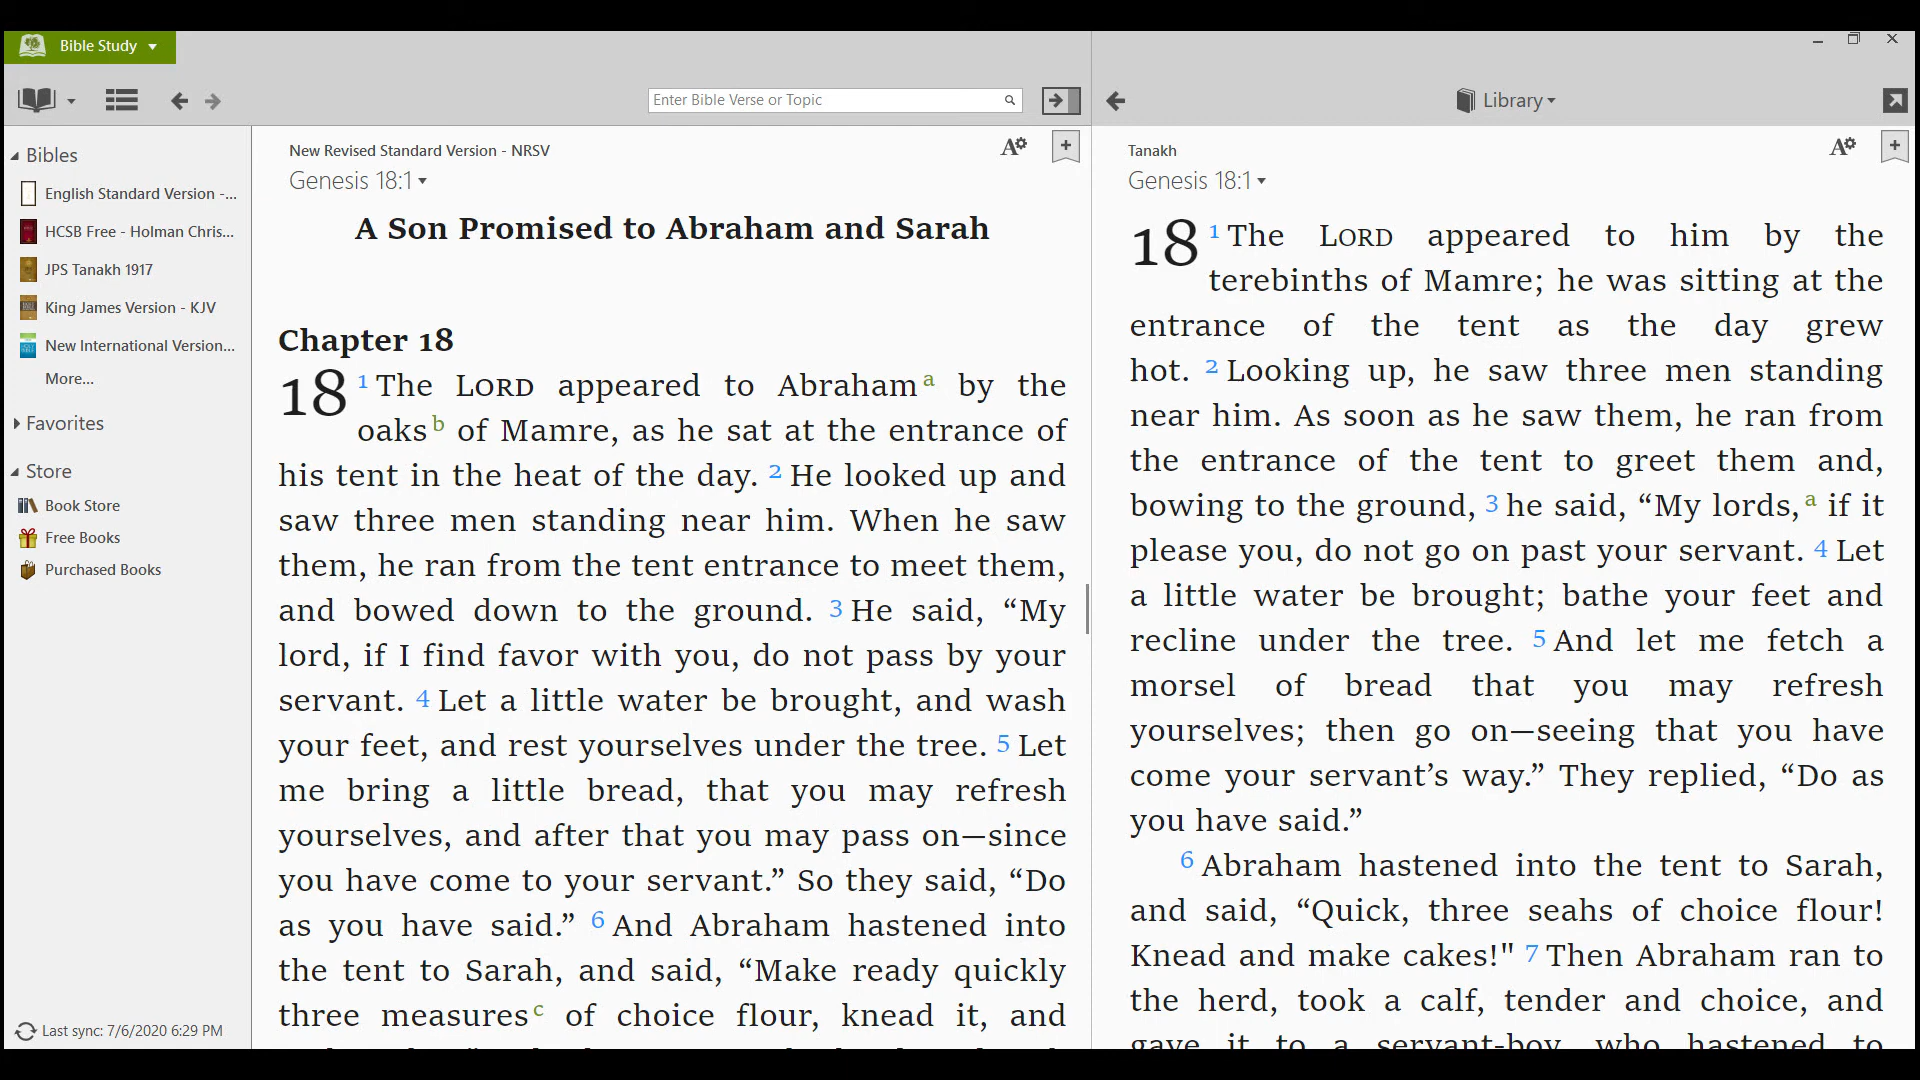 Bible Study
Enter Bible Verse or Topic
Library
Bibles
English Standard Version -...
HCSB Free - Holman Chris...
JPS Tanakh 1917
King James Version - KJV
New International Version...
More...
Favorites
Store
Book Store
Free Books
Purchased Books
Last sync: 7/6/2020 6:29 PM
New Revised Standard Version - NRSV
Genesis 18:1
A Son Promised to Abraham and Sarah
Chapter 18
18 1 The LORD appeared to Abraham a by the
oaks b of Mamre, as he sat at the entrance of
his tent in the heat of the day. 2 He looked up and
saw three men standing near him. When he saw
them, he ran from the tent entrance to meet them,
and bowed down to the ground. 3 He said, “My
lord, if I find favor with you, do not pass by your
servant. 4 Let a little water be brought, and wash
your feet, and rest yourselves under the tree. 5 Let
me bring a little bread, that you may refresh
yourselves, and after that you may pass on—since
you have come to your servant.” So they said, “Do
as you have said.” 6 And Abraham hastened into
the tent to Sarah, and said, “Make ready quickly
three measures c of choice flour, knead it, and
Tanakh
Genesis 18:1
18 1 The LORD appeared to him by the
terebinths of Mamre; he was sitting at the
entrance of the tent as the day grew
hot. 2 Looking up, he saw three men standing
near him. As soon as he saw them, he ran from
the entrance of the tent to greet them and,
bowing to the ground, 3 he said, “My lords, a if it
please you, do not go on past your servant. 4 Let
a little water be brought; bathe your feet and
recline under the tree. 5 And let me fetch a
morsel of bread that you may refresh
yourselves; then go on—seeing that you have
come your servant’s way.” They replied, “Do as
you have said.”
6 Abraham hastened into the tent to Sarah,
and said, “Quick, three seahs of choice flour!
Knead and make cakes!" 7 Then Abraham ran to
the herd, took a calf, tender and choice, and
gave it to a servant-boy, who hastened to